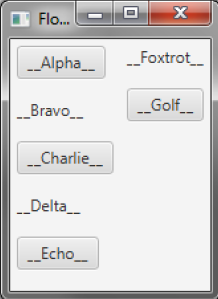 Flo...
__Alpha__
__Bravo__
__Charlie__
__Delta__
__Echo__
__Foxtrot__
__Golf__